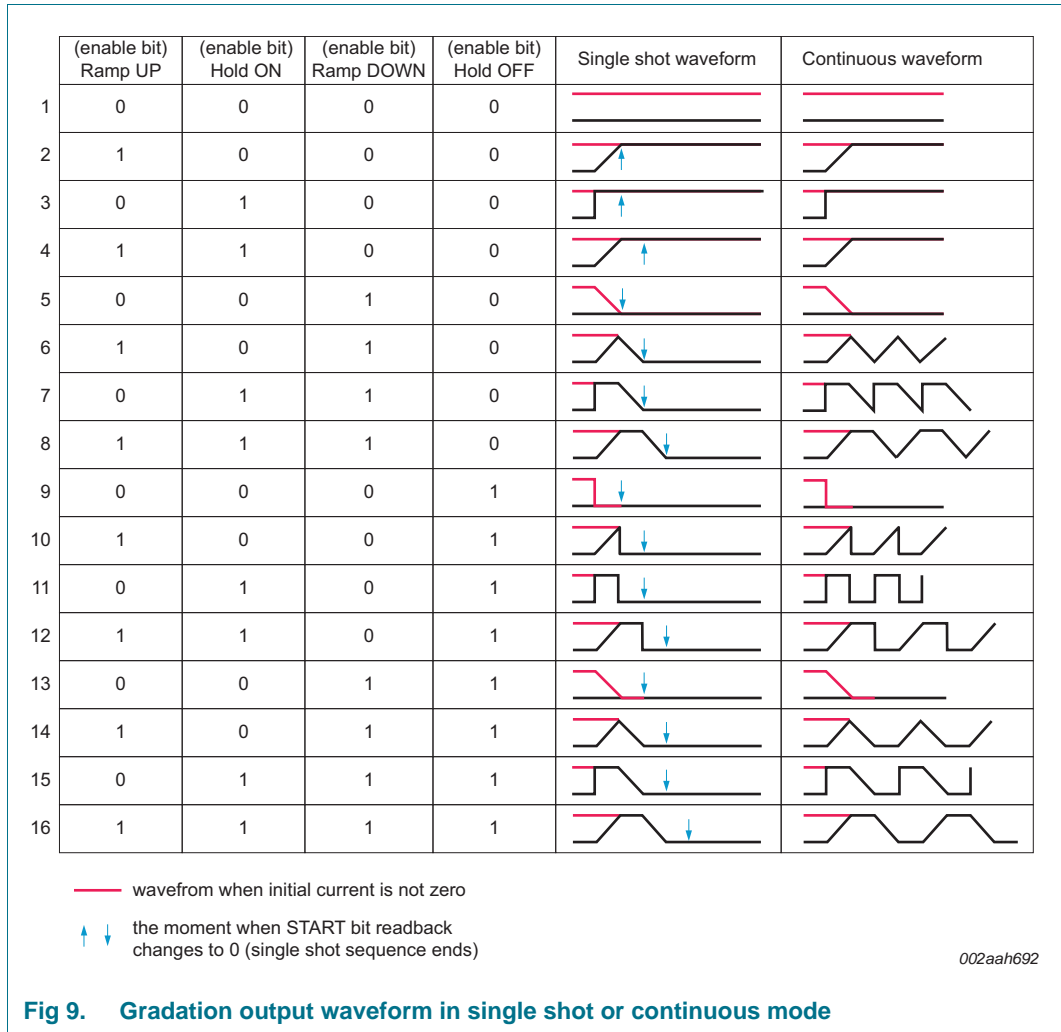 (enable bit) Ramp UP (enable bit) Hold ON (enable bit) Ramp DOWN (enable bit) Hold OFF Single shot waveform Continuous waveform
1 0 0 0 0
2 1 0 0 0
3 0 1 0 0
4 1 1 0 0
5 0 0 1 0
6 1 0 1 0
7 0 1 1 0
8 1 1 1 0
9 0 0 0 1
10 1 0 0 1
11 0 1 0 1
12 1 1 0 1
13 0 0 1 1
14 1 0 1 1
15 0 1 1 1
16 1 1 1 1
wavefrom when initial current is not zero
the moment when START bit readback
changes to 0 (single shot sequence ends)
002aah692
Fig 9. Gradation output waveform in single shot or continuous mode